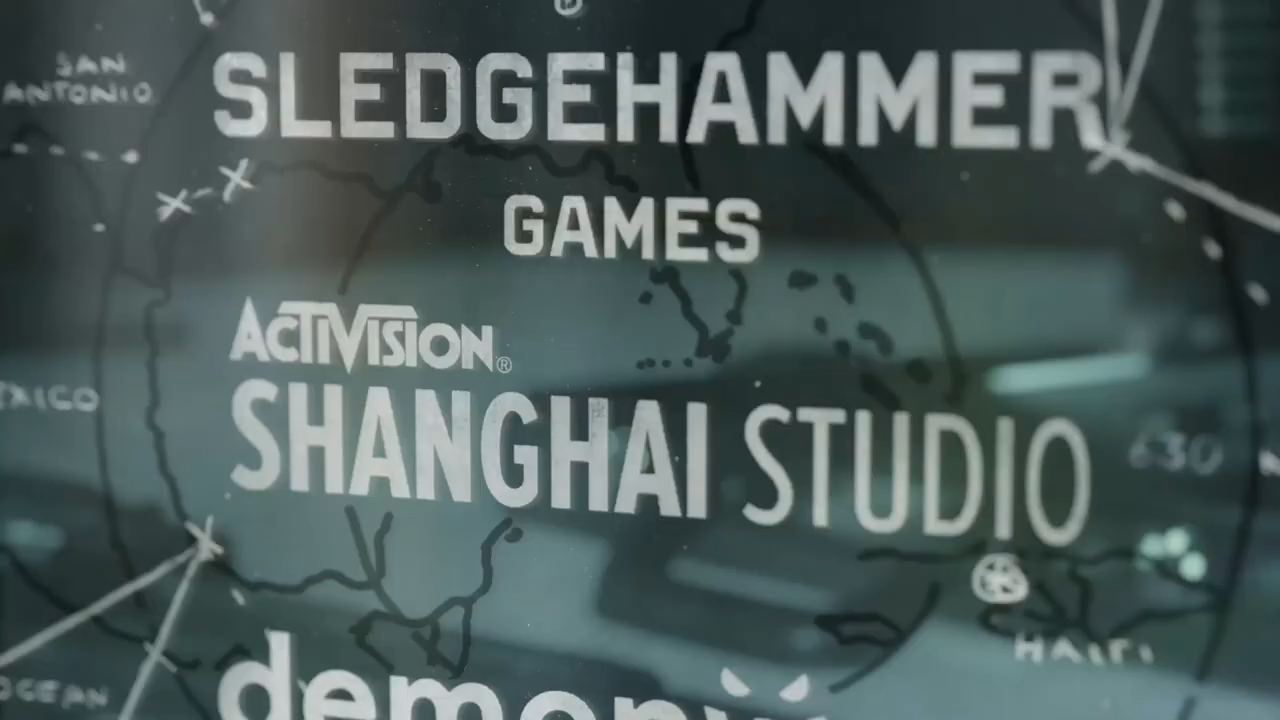 SAN
ANTONIO
SLEDGEHAMMER
GAMES
ACTIVISION®
SHANGHAI STUDIO
630
HAITI
OCEAN